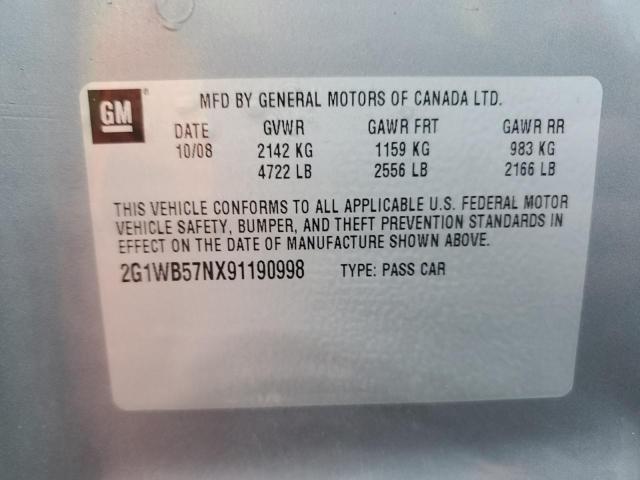 GM®
MFD BY GENERAL MOTORS OF CANADA LTD.
DATE GVWR GAWR FRT GAWR RR
10/08 2142 KG 1159 KG 983 KG
4722 LB 2556 LB 2166 LB
THIS VEHICLE CONFORMS TO ALL APPLICABLE U.S. FEDERAL MOTOR
VEHICLE SAFETY, BUMPER, AND THEFT PREVENTION STANDARDS IN
EFFECT ON THE DATE OF MANUFACTURE SHOWN ABOVE.
2G1WB57NX91190998 TYPE: PASS CAR